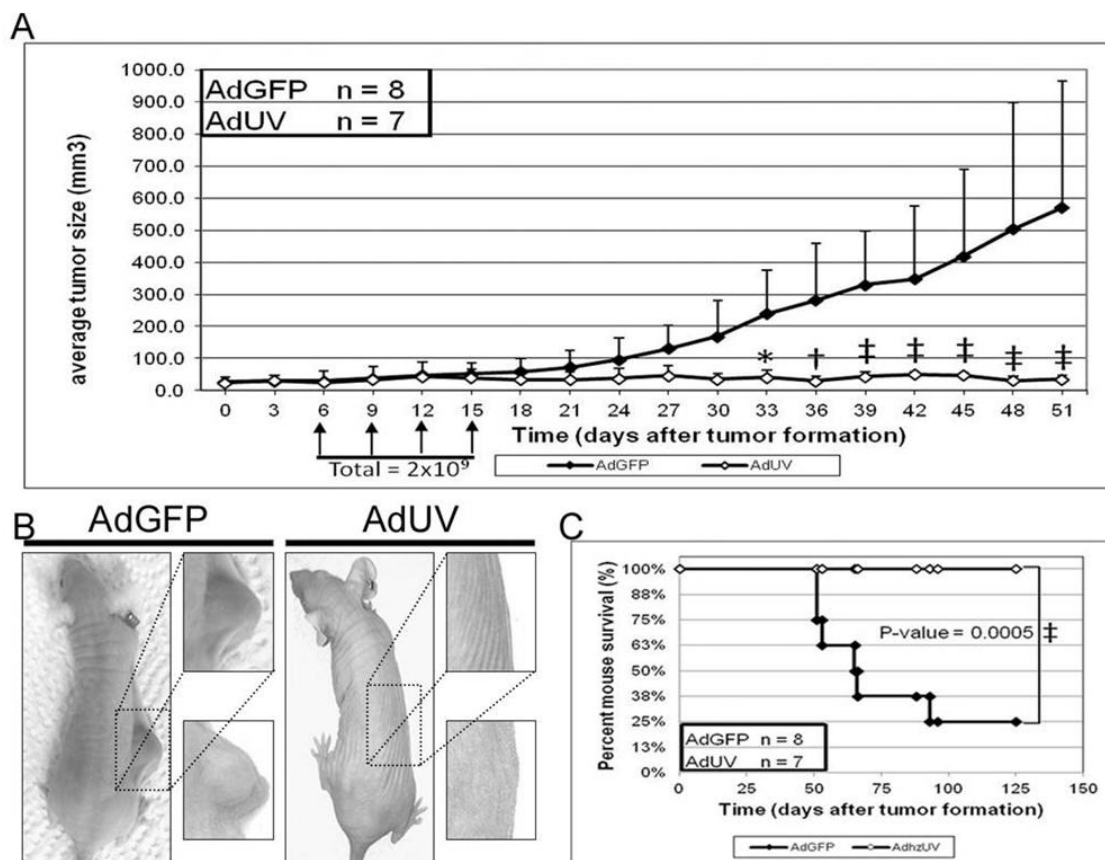 A
1000.0
900.0
800.0
700.0
600.0
500.0
400.0
300.0
200.0
100.0
0.0
average tumor size (mm3)
AdGFP n = 8
AdUV n = 7
* † ‡ ‡ ‡ ‡ ‡
0 3 6 9 12 15 18 21 24 27 30 33 36 39 42 45 48 51
Time (days after tumor formation)
Total = 2x10⁹
AdGFP AdUV
B
AdGFP AdUV
C
Percent mouse survival (%)
100%
88%
75%
63%
50%
38%
25%
13%
0%
P-value = 0.0005 ‡
AdGFP n = 8
AdUV n = 7
0 25 50 75 100 125 150
Time (days after tumor formation)
AdGFP AdhzUV